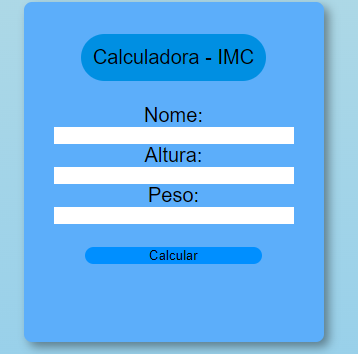 Calculadora - IMC
Nome:
Altura:
Peso:
Calcular